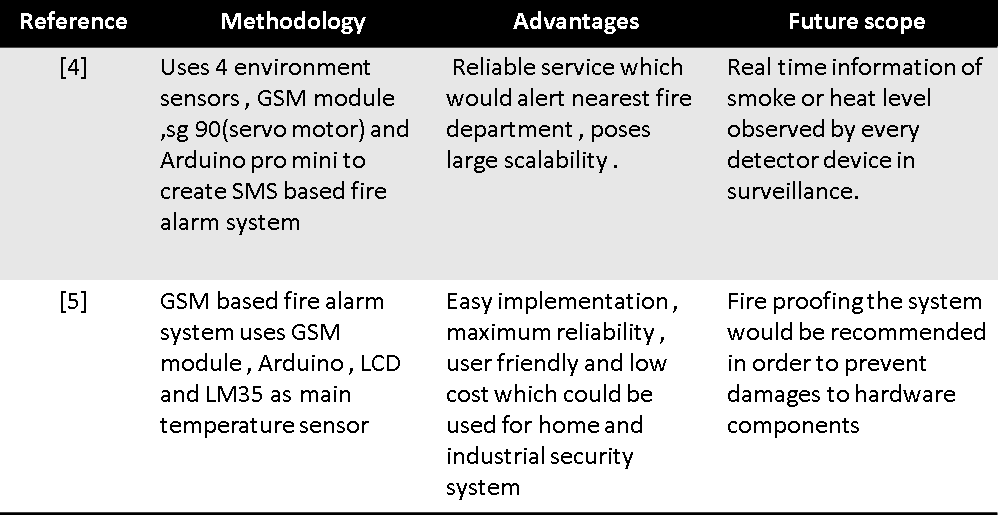 Reference
Methodology
Advantages
Future scope
[4]
Uses 4 environment
sensors , GSM module
,sg 90(servo motor) and
Arduino pro mini to
create SMS based fire
alarm system
Reliable service which
would alert nearest fire
department , poses
large scalability .
Real time information of
smoke or heat level
observed by every
detector device in
surveillance.
[5]
GSM based fire alarm
system uses GSM
module , Arduino , LCD
and LM35 as main
temperature sensor
Easy implementation ,
maximum reliability ,
user friendly and low
cost which could be
used for home and
industrial security
system
Fire proofing the system
would be recommended
in order to prevent
damages to hardware
components